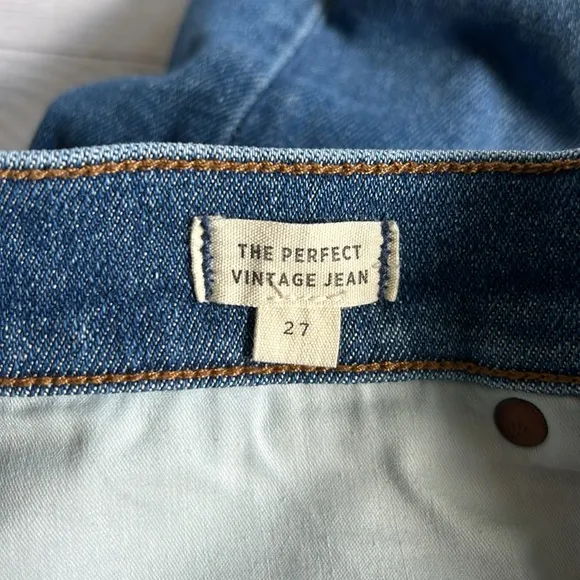 THE PERFECT
VINTAGE JEAN
27